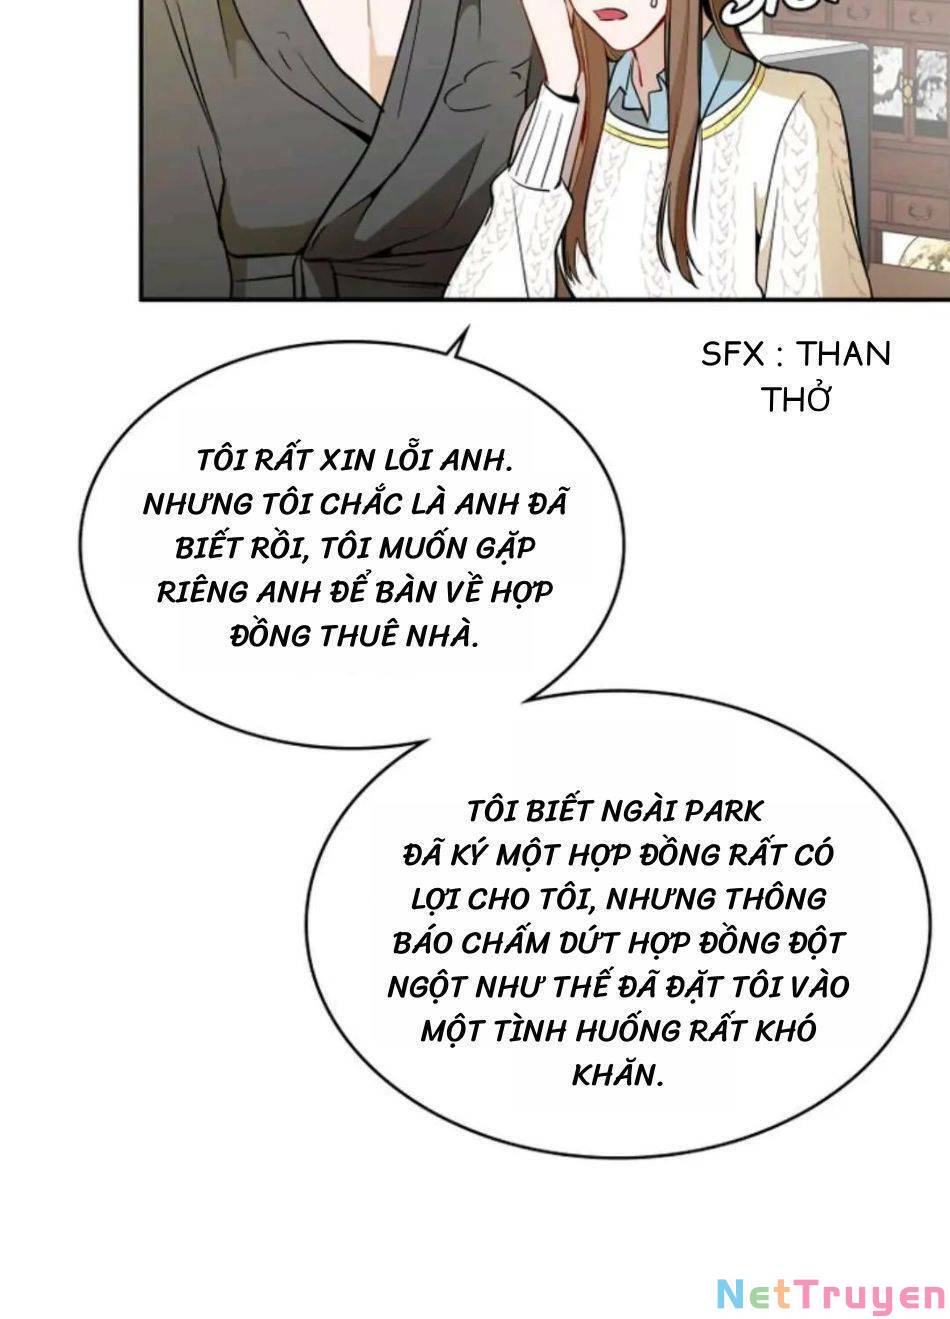 SFX : THAN
THỞ
TÔI RẤT XIN LỖI ANH.
NHƯNG TÔI CHẮC LÀ ANH ĐÃ
BIẾT RỒI, TÔI MUỐN GẶP
RIÊNG ANH ĐỂ BÀN VỀ HỢP
ĐỒNG THUÊ NHÀ.
TÔI BIẾT NGÀI PARK
ĐÃ KÝ MỘT HỢP ĐỒNG RẤT CÓ
LỢI CHO TÔI, NHƯNG THÔNG
BÁO CHẤM DỨT HỢP ĐỒNG ĐỘT
NGỘT NHƯ THẾ ĐÃ ĐẶT TÔI VÀO
MỘT TÌNH HUỐNG RẤT KHÓ
KHĂN.
NetTruyen